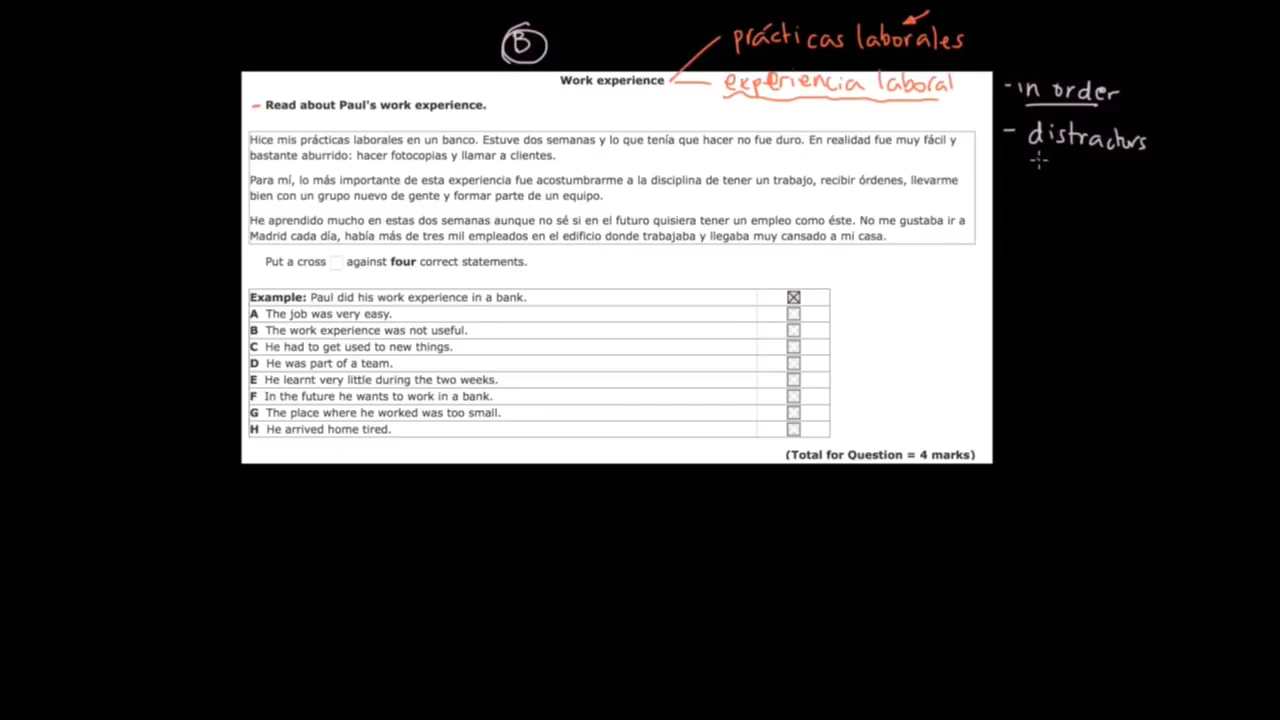 B
prácticas laborales
Work experience
experiencia laboral
- in order
- distractors
– Read about Paul's work experience.
Hice mis prácticas laborales en un banco. Estuve dos semanas y lo que tenía que hacer no fue duro. En realidad fue muy fácil y
bastante aburrido: hacer fotocopias y llamar a clientes.
Para mí, lo más importante de esta experiencia fue acostumbrarme a la disciplina de tener un trabajo, recibir órdenes, llevarme
bien con un grupo nuevo de gente y formar parte de un equipo.
He aprendido mucho en estas dos semanas aunque no sé si en el futuro quisiera tener un empleo como éste. No me gustaba ir a
Madrid cada día, había más de tres mil empleados en el edificio donde trabajaba y llegaba muy cansado a mi casa.
Put a cross against four correct statements.
Example: Paul did his work experience in a bank.
A The job was very easy.
B The work experience was not useful.
C He had to get used to new things.
D He was part of a team.
E He learnt very little during the two weeks.
F In the future he wants to work in a bank.
G The place where he worked was too small.
H He arrived home tired.
(Total for Question = 4 marks)